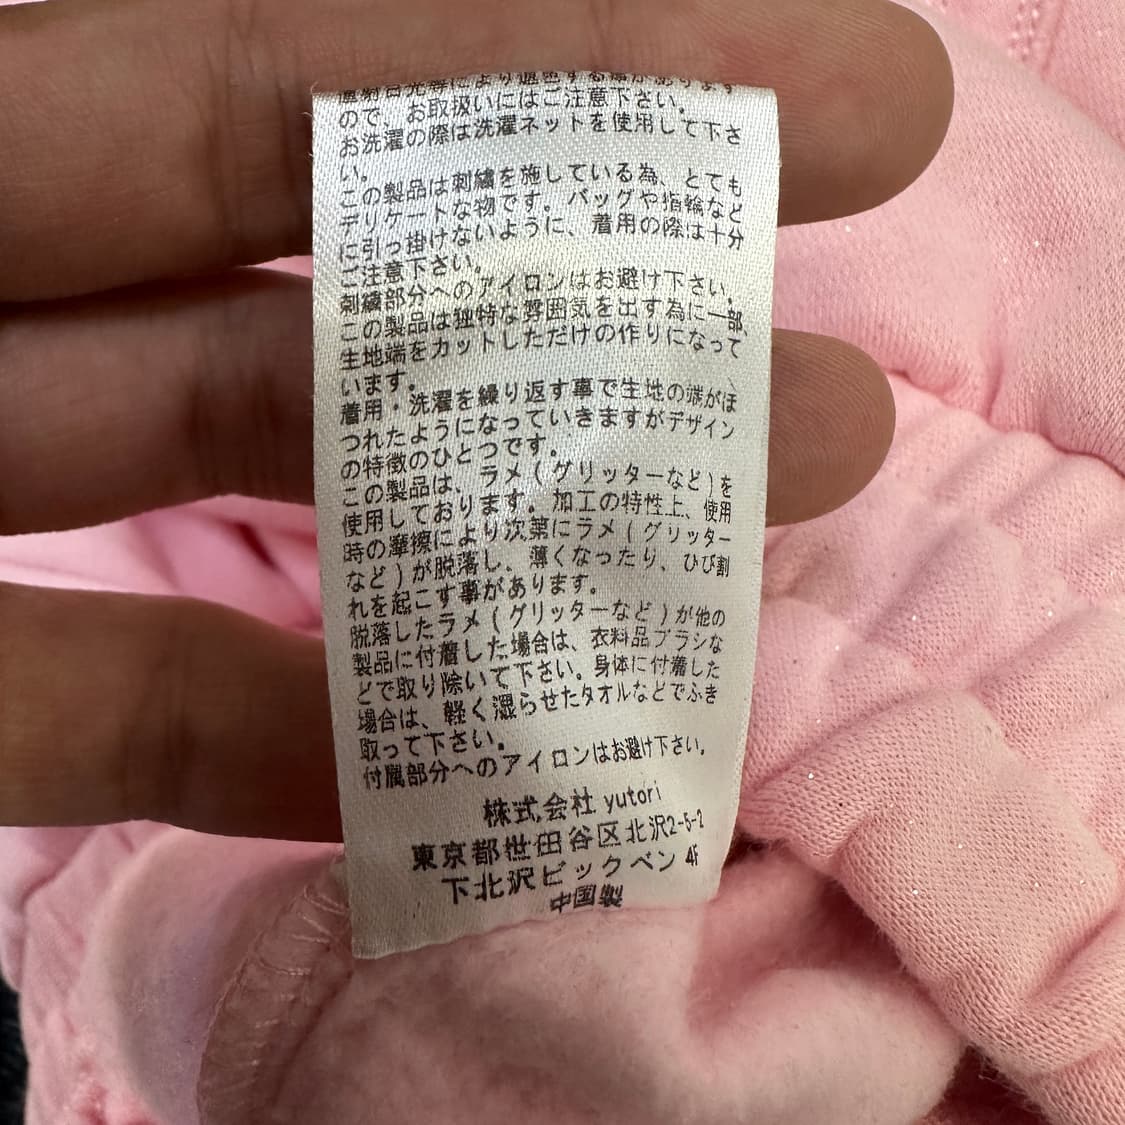 直射日光等により退色する事があります
ので、お取扱いにはご注意下さい。
お洗濯の際は洗濯ネットを使用して下さ
い。
この製品は刺繍を施している為、とても
デリケートな物です。バッグや指輪など
に引っ掛けないように、着用の際は十分
ご注意下さい。
刺繍部分へのアイロンはお避け下さい。
この製品は独特な雰囲気を出す為に一部、
生地端をカットしただけの作りになって
います。
着用・洗濯を繰り返す事で生地の端がほ
つれたようになっていきますがデザイン
の特徴のひとつです。
この製品は、ラメ(グリッターなど)を
使用しております。加工の特性上、使用
時の摩擦により次第にラメ(グリッター
など)が脱落し、薄くなったり、ひび割
れを起こす事があります。
脱落したラメ(グリッターなど)が他の
製品に付着した場合は、衣料品ブラシな
どで取り除いて下さい。身体に付着した
場合は、軽く湿らせたタオルなどでふき
取って下さい。
付属部分へのアイロンはお避け下さい。
株式会社 yutori
東京都世田谷区北沢2-5-2
下北沢ビッグベン 4F
中国製